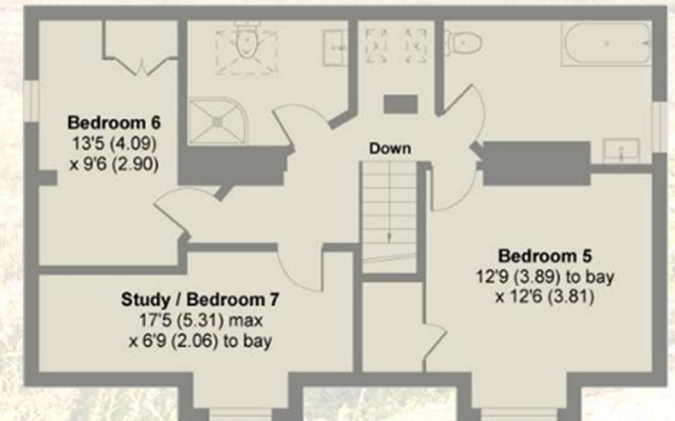 Bedroom 6
13'5 (4.09)
x 9'6 (2.90)
Down
Bedroom 5
12'9 (3.89) to bay
x 12'6 (3.81)
Study / Bedroom 7
17'5 (5.31) max
x 6'9 (2.06) to bay